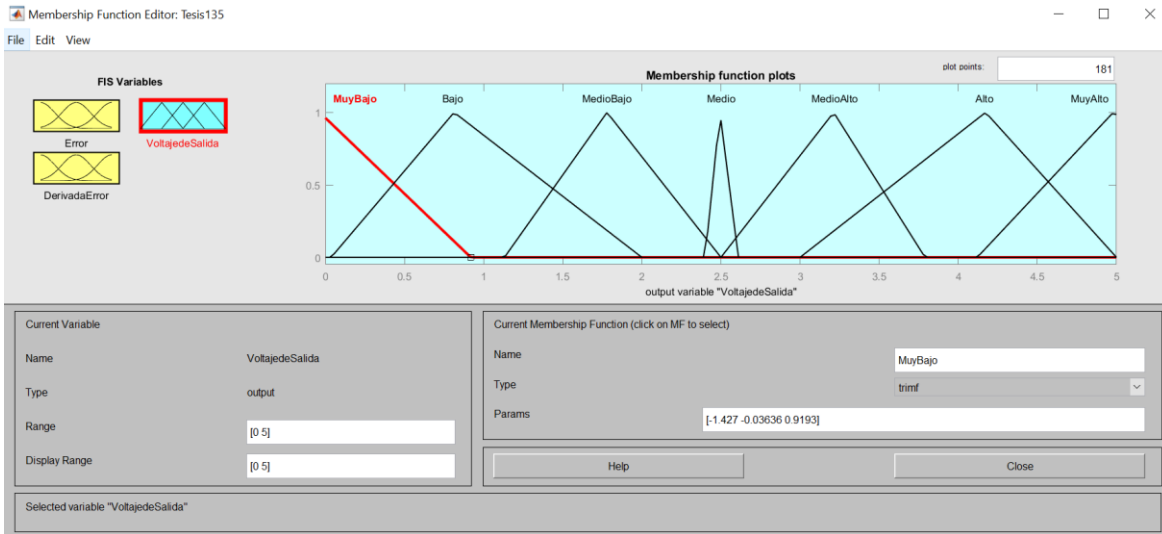 Membership Function Editor: Tesis135
File Edit View
FIS Variables
Error
VoltajedeSalida
DerivadaError
Membership function plots
plot points:
181
MuyBajo Bajo MedioBajo Medio MedioAlto Alto MuyAlto
1
0.5
0
0 0.5 1 1.5 2 2.5 3 3.5 4 4.5 5
output variable "VoltajedeSalida"
Current Variable
Name VoltajedeSalida
Type output
Range [0 5]
Display Range [0 5]
Current Membership Function (click on MF to select)
Name MuyBajo
Type trimf
Params [-1.427 -0.03636 0.9193]
Help Close
Selected variable "VoltajedeSalida"